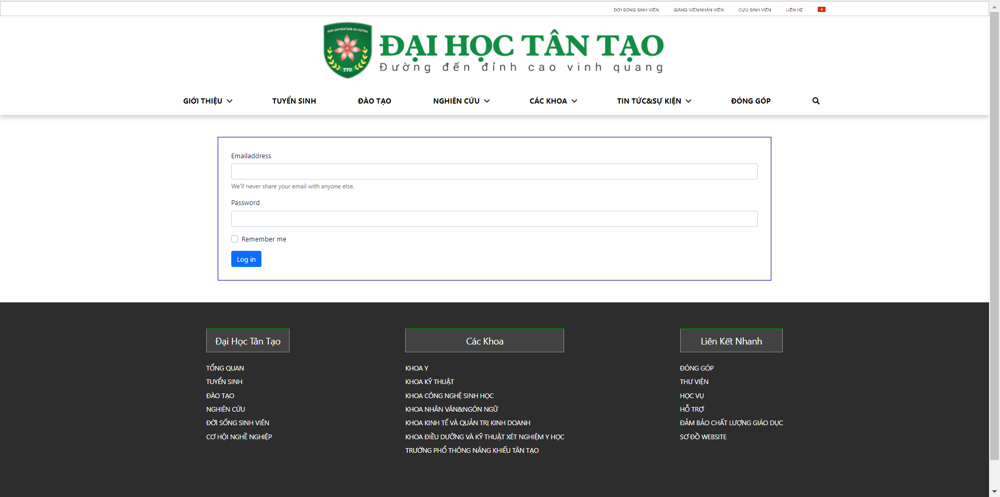 ĐỜI SỐNG SINH VIÊN GIẢNG VIÊN/NHÂN VIÊN CỰU SINH VIÊN LIÊN HỆ
PER SAPIENTIAM AD ASTRA
TTU
ĐẠI HỌC TÂN TẠO
Đường đến đỉnh cao vinh quang
GIỚI THIỆU TUYỂN SINH ĐÀO TẠO NGHIÊN CỨU CÁC KHOA TIN TỨC&SỰ KIỆN ĐÓNG GÓP
Emailaddress
We'll never share your email with anyone else.
Password
Remember me
Log in
Đại Học Tân Tạo
TỔNG QUAN
TUYỂN SINH
ĐÀO TẠO
NGHIÊN CỨU
ĐỜI SỐNG SINH VIÊN
CƠ HỘI NGHỀ NGHIỆP
Các Khoa
KHOA Y
KHOA KỸ THUẬT
KHOA CÔNG NGHỆ SINH HỌC
KHOA NHÂN VĂN&NGÔN NGỮ
KHOA KINH TẾ VÀ QUẢN TRỊ KINH DOANH
KHOA ĐIỀU DƯỠNG VÀ KỸ THUẬT XÉT NGHIỆM Y HỌC
TRƯỜNG PHỔ THÔNG NĂNG KHIẾU TÂN TẠO
Liên Kết Nhanh
ĐÓNG GÓP
THƯ VIỆN
HỌC VỤ
HỖ TRỢ
ĐẢM BẢO CHẤT LƯỢNG GIÁO DỤC
SƠ ĐỒ WEBSITE